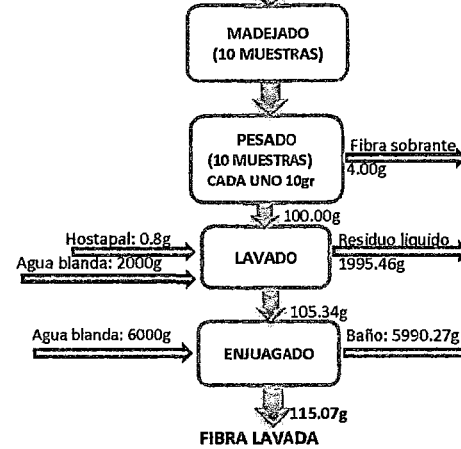 MADEJADO
(10 MUESTRAS)
PESADO
(10 MUESTRAS)
CADA UNO 10gr
Fibra sobrante
4.00g
100.00g
Hostapal: 0.8g
Agua blanda: 2000g
LAVADO
Residuo liquido
1995.46g
105.34g
Agua blanda: 6000g
ENJUAGADO
Baño: 5990.27g
115.07g
FIBRA LAVADA